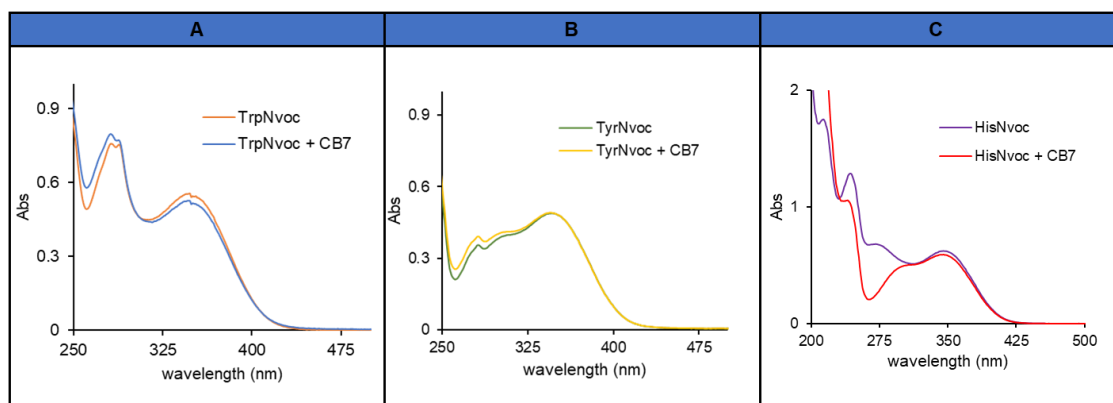 A
B
C
0.9
0.6
0.3
0
Abs
TrpNvoc
TrpNvoc + CB7
250
325
400
475
wavelength (nm)
0.9
0.6
0.3
0
Abs
TyrNvoc
TyrNvoc + CB7
250
325
400
475
wavelength (nm)
2
1
0
Abs
HisNvoc
HisNvoc + CB7
200
275
350
425
500
wavelength (nm)